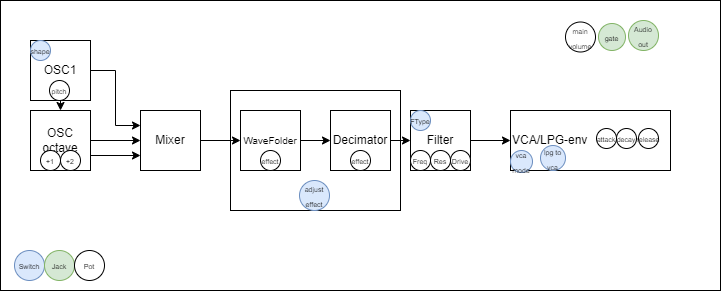 main
volume
gate
Audio
out
shape
OSC1
pitch
OSC
octave
+1
+2
Mixer
WaveFolder
effect
Decimator
effect
adjust
effect
FType
Filter
Freq
Res
Drive
VCA/LPG-env
vca
mode
lpg to
vca
attack
decay
release
Switch
Jack
Pot